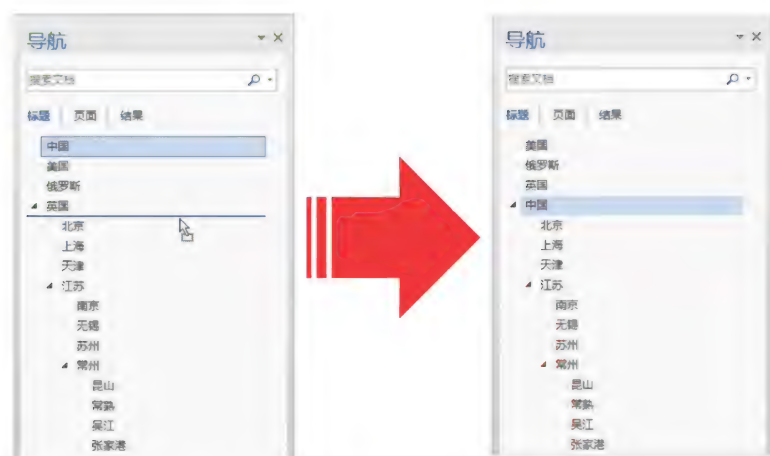 导航
搜索文档
标题 页面 结果
中国
美国
俄罗斯
英国
北京
上海
天津
江苏
南京
无锡
苏州
常州
昆山
常熟
吴江
张家港
导航
搜索文档
标题 页面 结果
美国
俄罗斯
英国
中国
北京
上海
天津
江苏
南京
无锡
苏州
常州
昆山
常熟
吴江
张家港